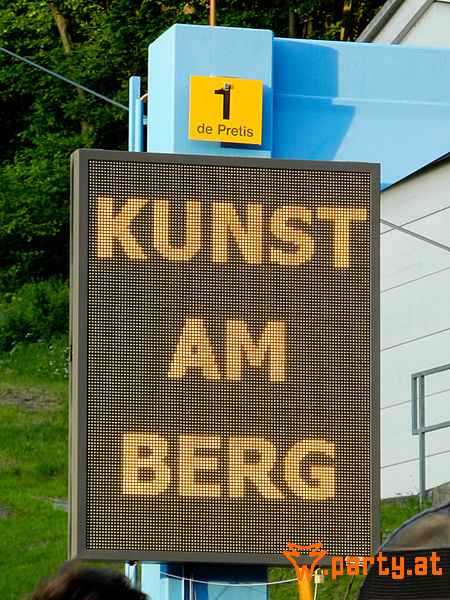 1
de Pretis
KUNST
AM
BERG
party.at